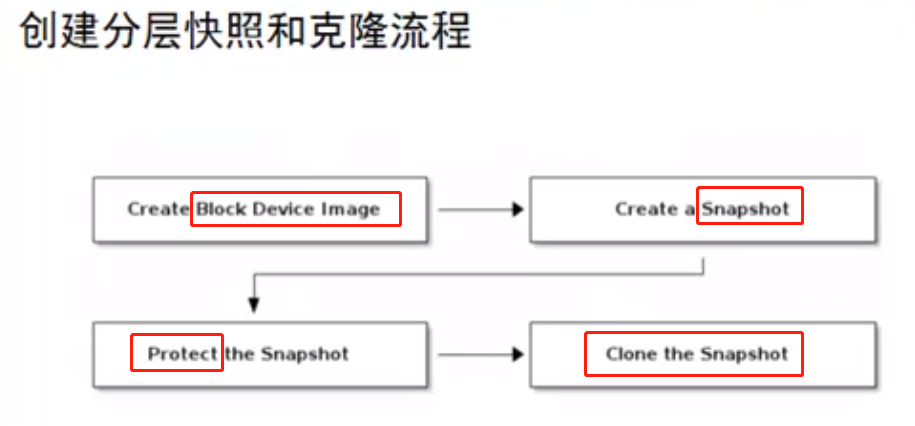 创建分层快照和克隆流程
Create Block Device Image
Create a Snapshot
Protect the Snapshot
Clone the Snapshot